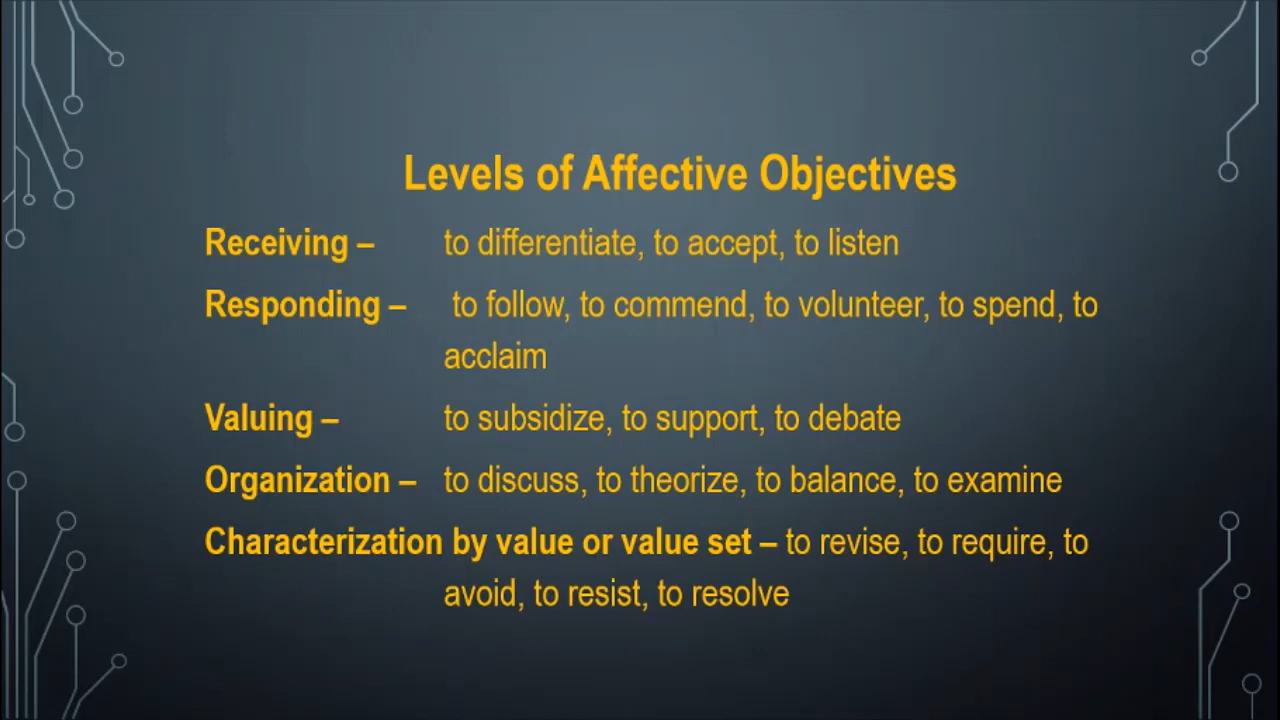 Levels of Affective Objectives
Receiving – to differentiate, to accept, to listen
Responding – to follow, to commend, to volunteer, to spend, to
acclaim
Valuing – to subsidize, to support, to debate
Organization – to discuss, to theorize, to balance, to examine
Characterization by value or value set – to revise, to require, to
avoid, to resist, to resolve